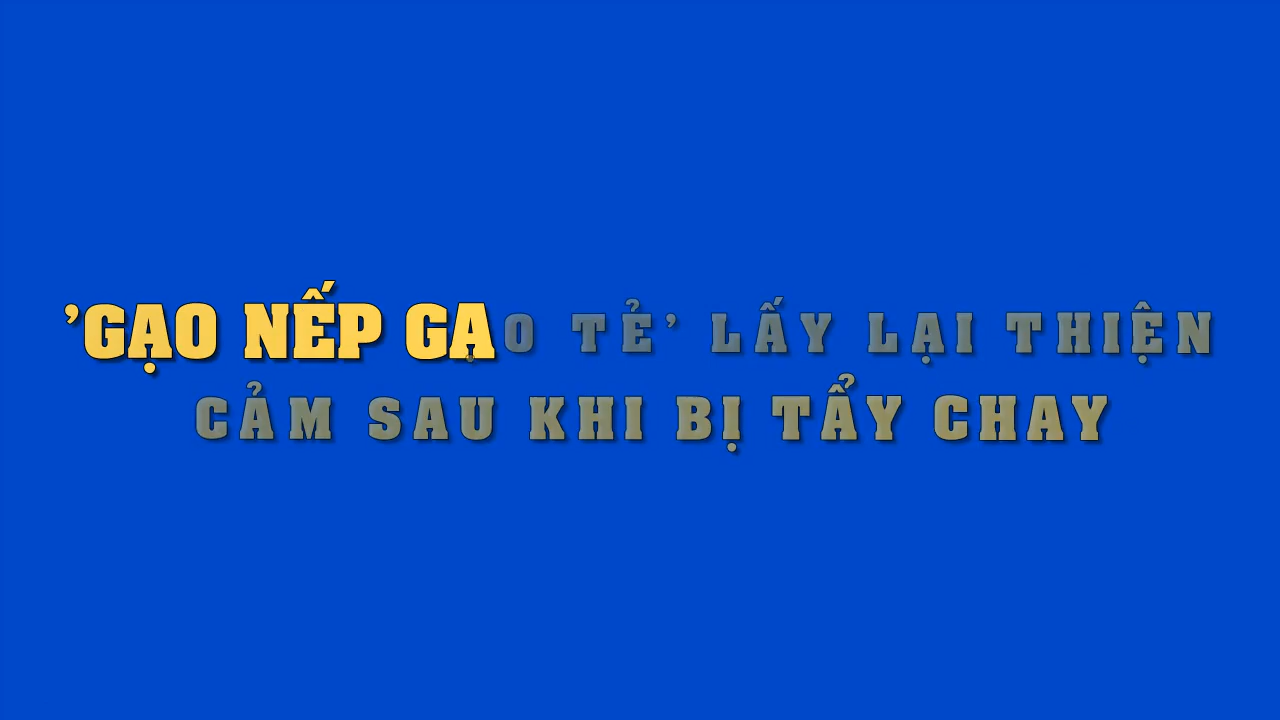 ’GẠO NẾP GẠO TẺ’ LẤY LẠI THIỆN
CẢM SAU KHI BỊ TẨY CHAY